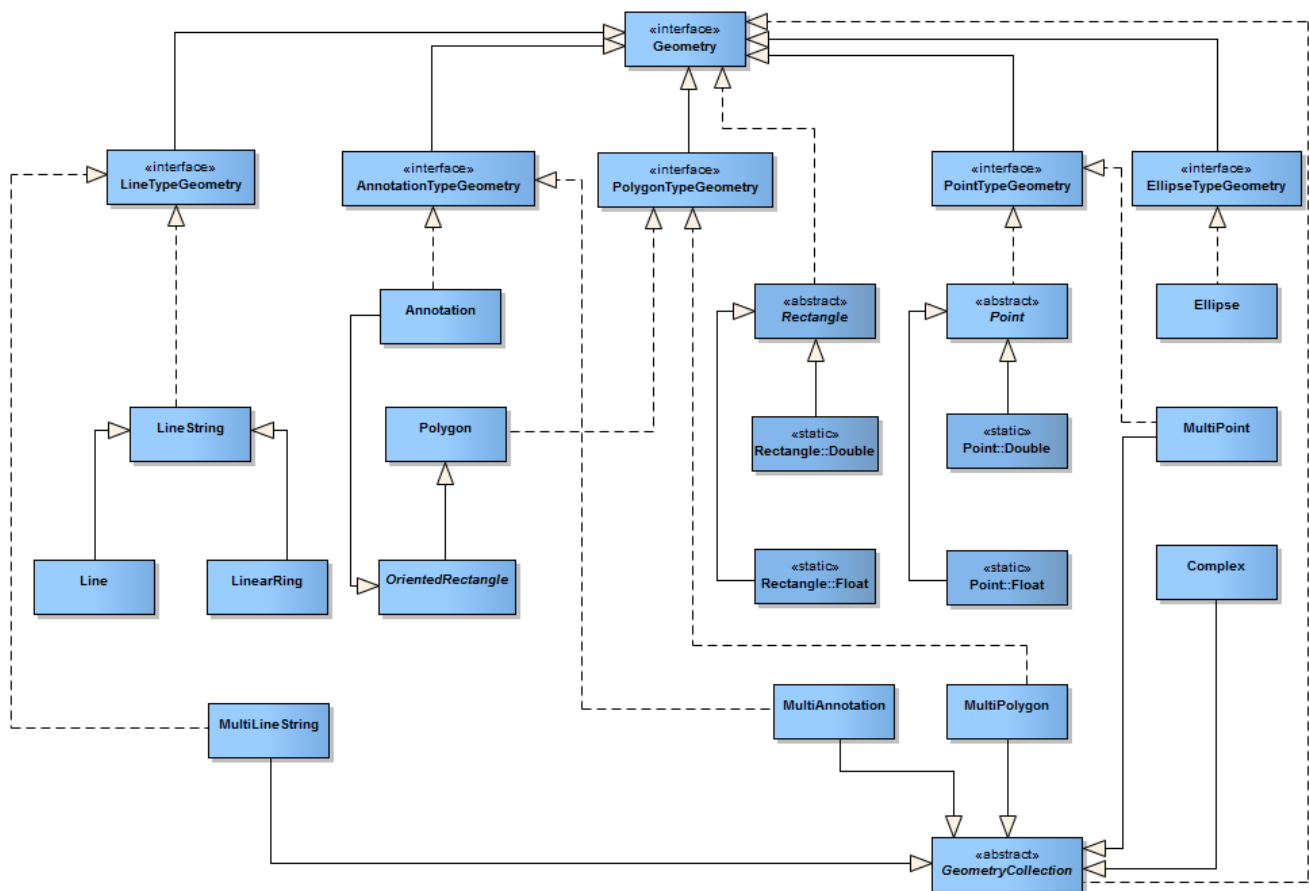 «interface»
Geometry
«interface»
LineTypeGeometry
«interface»
AnnotationTypeGeometry
«interface»
PolygonTypeGeometry
«interface»
PointTypeGeometry
«interface»
EllipseTypeGeometry
Annotation
«abstract»
Rectangle
«abstract»
Point
Ellipse
LineString
Polygon
«static»
Rectangle::Double
«static»
Point::Double
MultiPoint
Line
LinearRing
OrientedRectangle
«static»
Rectangle::Float
«static»
Point::Float
Complex
MultiLineString
MultiAnnotation
MultiPolygon
«abstract»
GeometryCollection